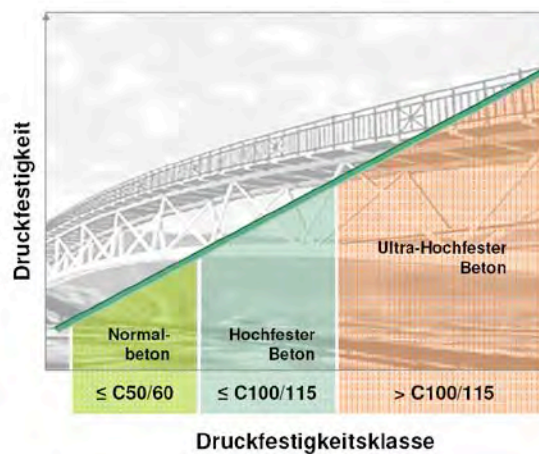 Druckfestigkeit
Ultra-Hochfester
Beton
Normal-
beton
Hochfester
Beton
≤ C50/60
≤ C100/115
> C100/115
Druckfestigkeitsklasse